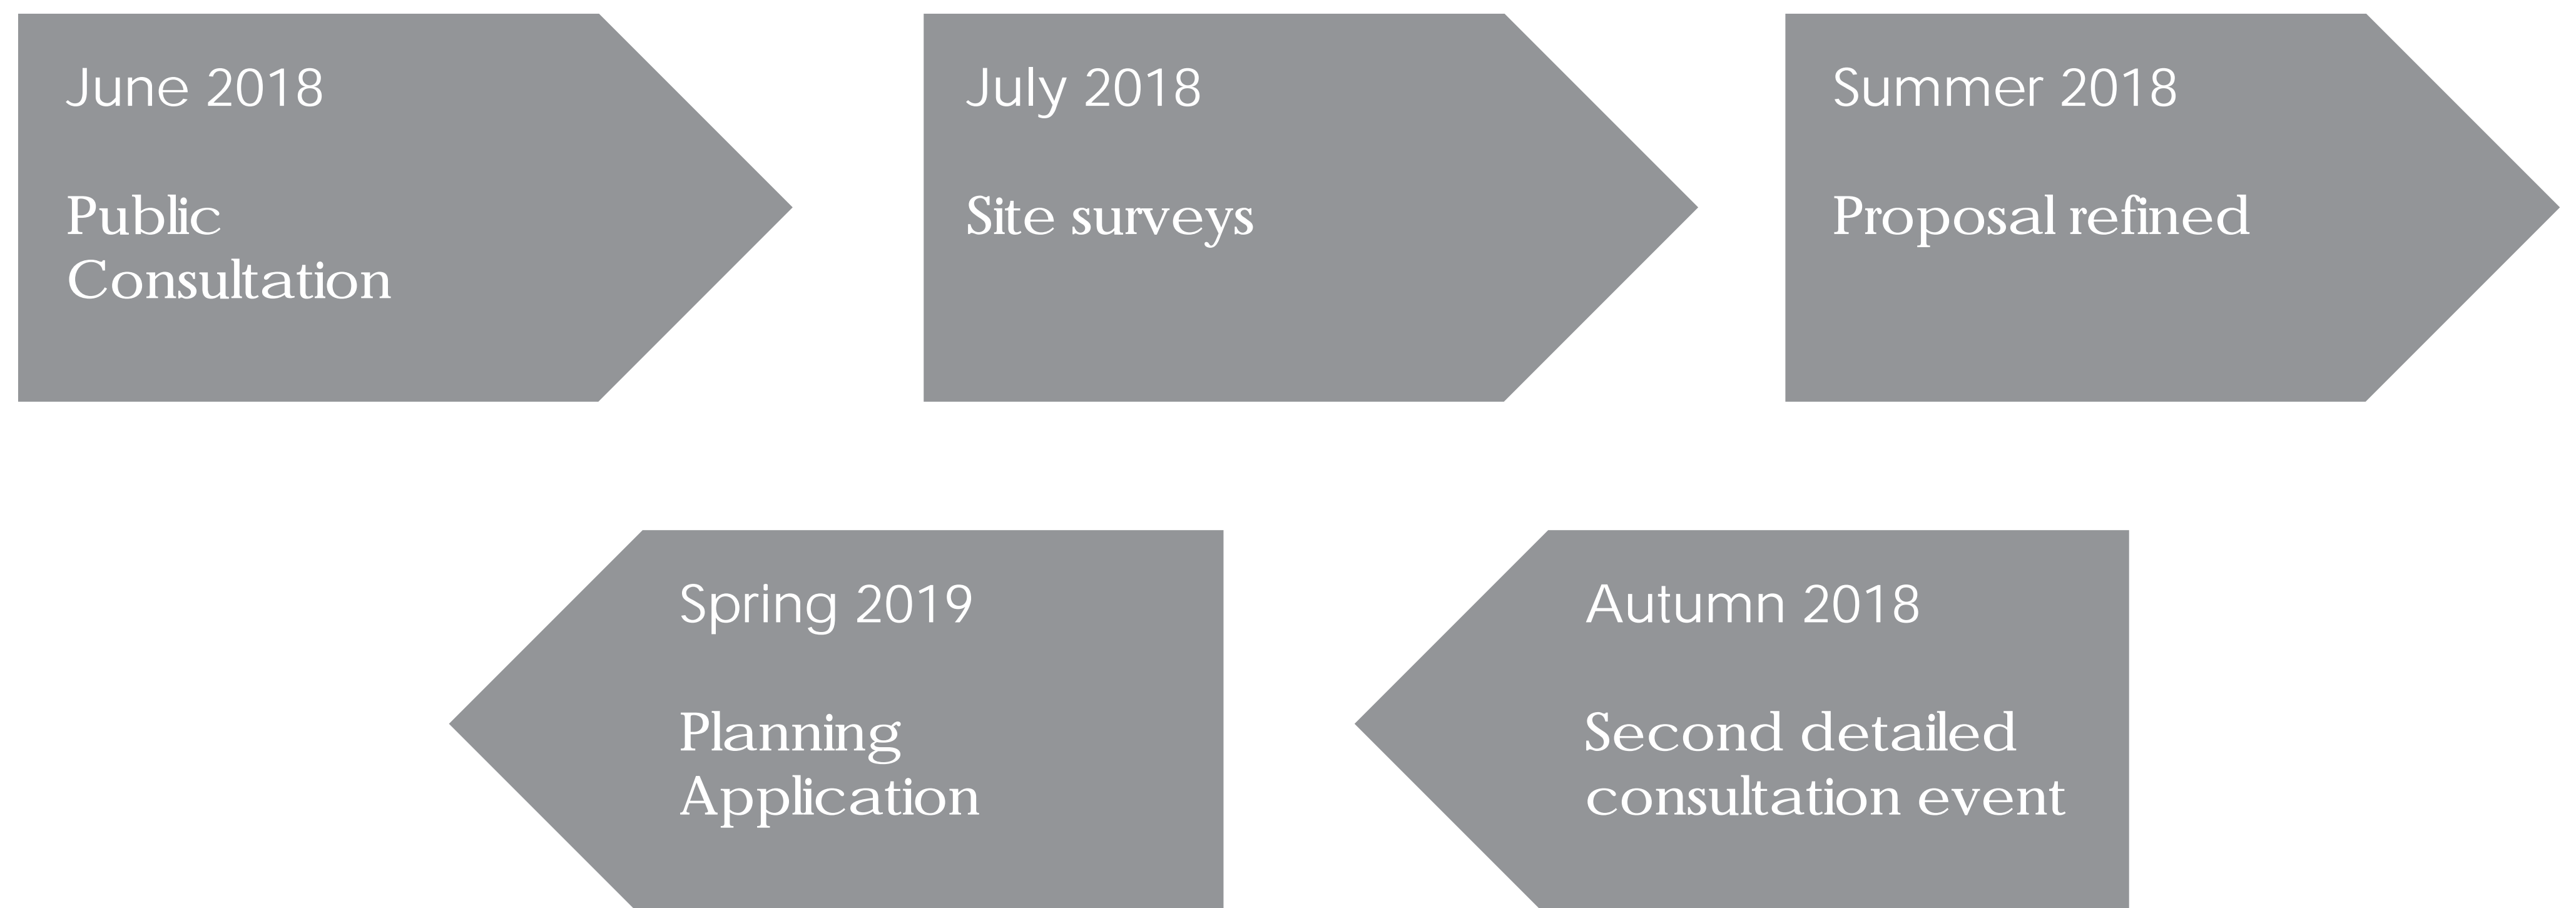 June 2018
Public
Consultation
July 2018
Site surveys
Summer 2018
Proposal refined
Autumn 2018
Second detailed
consultation event
Spring 2019
Planning
Application